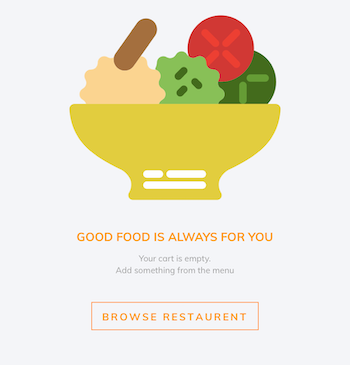 GOOD FOOD IS ALWAYS FOR YOU
Your cart is empty.
Add something from the menu
BROWSE RESTAURENT